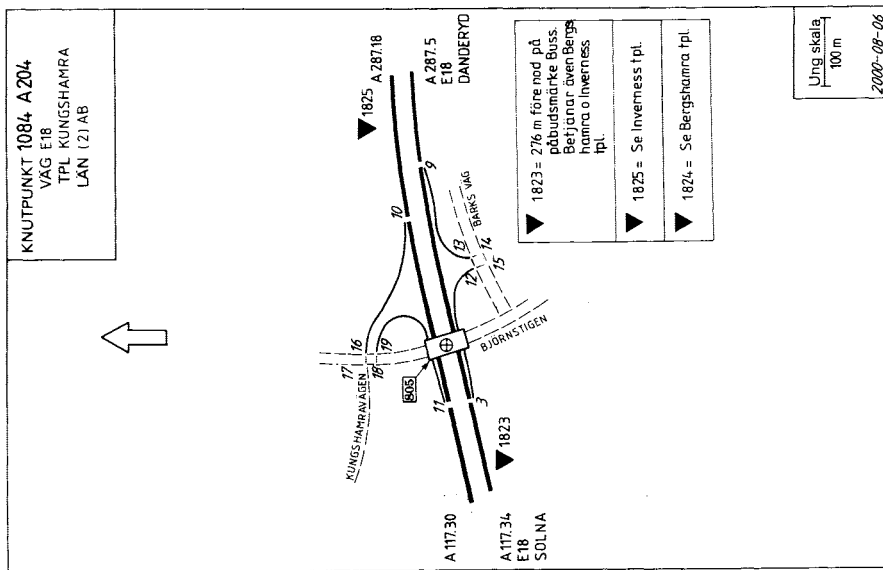 KNUTPUNKT 1084 A204
VÄG E18
TPL KUNGSHAMRA
LÄN (2) AB
1825
A 287.18
A 287.5
E18
DANDERYD
9
10
BARKS VÄG
13
14
12
15
BJÖRNSTIGEN
16
17
18
19
KUNGSHAMRAVÄGEN
805
11
3
1823
A 117.30
A 117.34
E18
SOLNA
1823 = 276 m före nod på
påbudsmärke Buss.
Betjänar även Bergs
hamra o Inverness
tpl.
1825 = Se Inverness tpl.
1824 = Se Bergshamra tpl.
Ung skala
100 m
2000-08-06